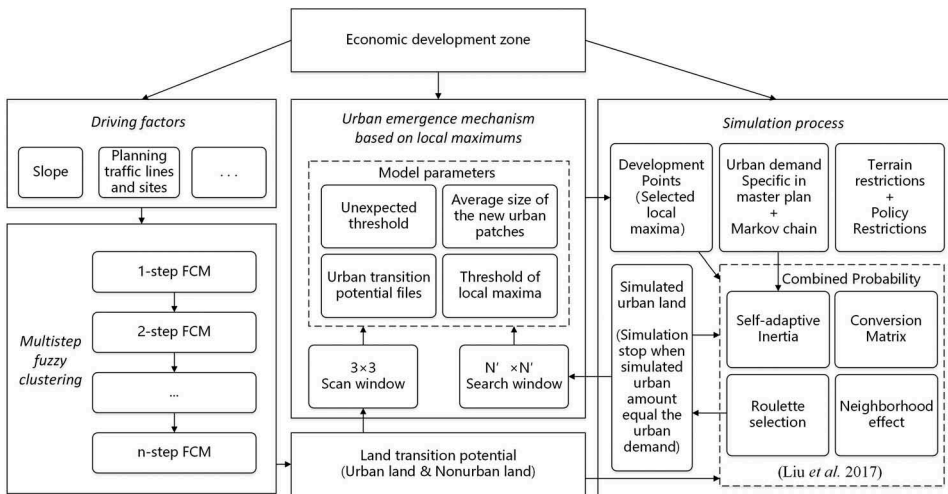 Economic development zone
Driving factors
Slope
Planning
traffic lines
and sites
. . .
Multistep
fuzzy
clustering
1-step FCM
2-step FCM
...
n-step FCM
Urban emergence mechanism
based on local maximums
Model parameters
Unexpected
threshold
Average size of
the new urban
patches
Urban transition
potential files
Threshold of
local maxima
3×3
Scan window
N′ ×N′
Search window
Land transition potential
(Urban land & Nonurban land)
Simulation process
Development
Points
(Selected
local
maxima)
Urban demand
Specific in
master plan
+
Markov chain
Terrain
restrictions
+
Policy
Restrictions
Simulated
urban land
(Simulation
stop when
simulated
urban
amount
equal the
urban
demand)
Combined Probability
Self-adaptive
Inertia
Conversion
Matrix
Roulette
selection
Neighborhood
effect
(Liu et al. 2017)